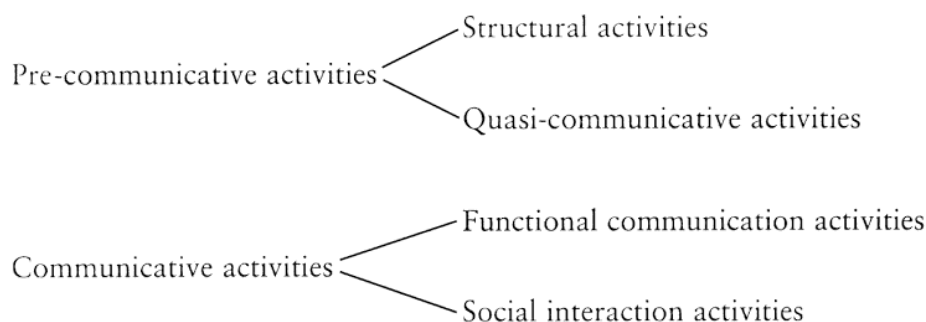 Structural activities
Pre-communicative activities
Quasi-communicative activities
Functional communication activities
Communicative activities
Social interaction activities